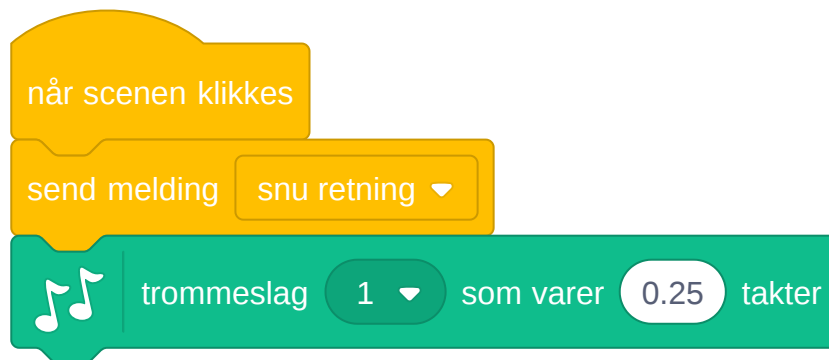 når scenen klikkes
send melding snu retning
trommeslag 1 som varer 0.25 takter